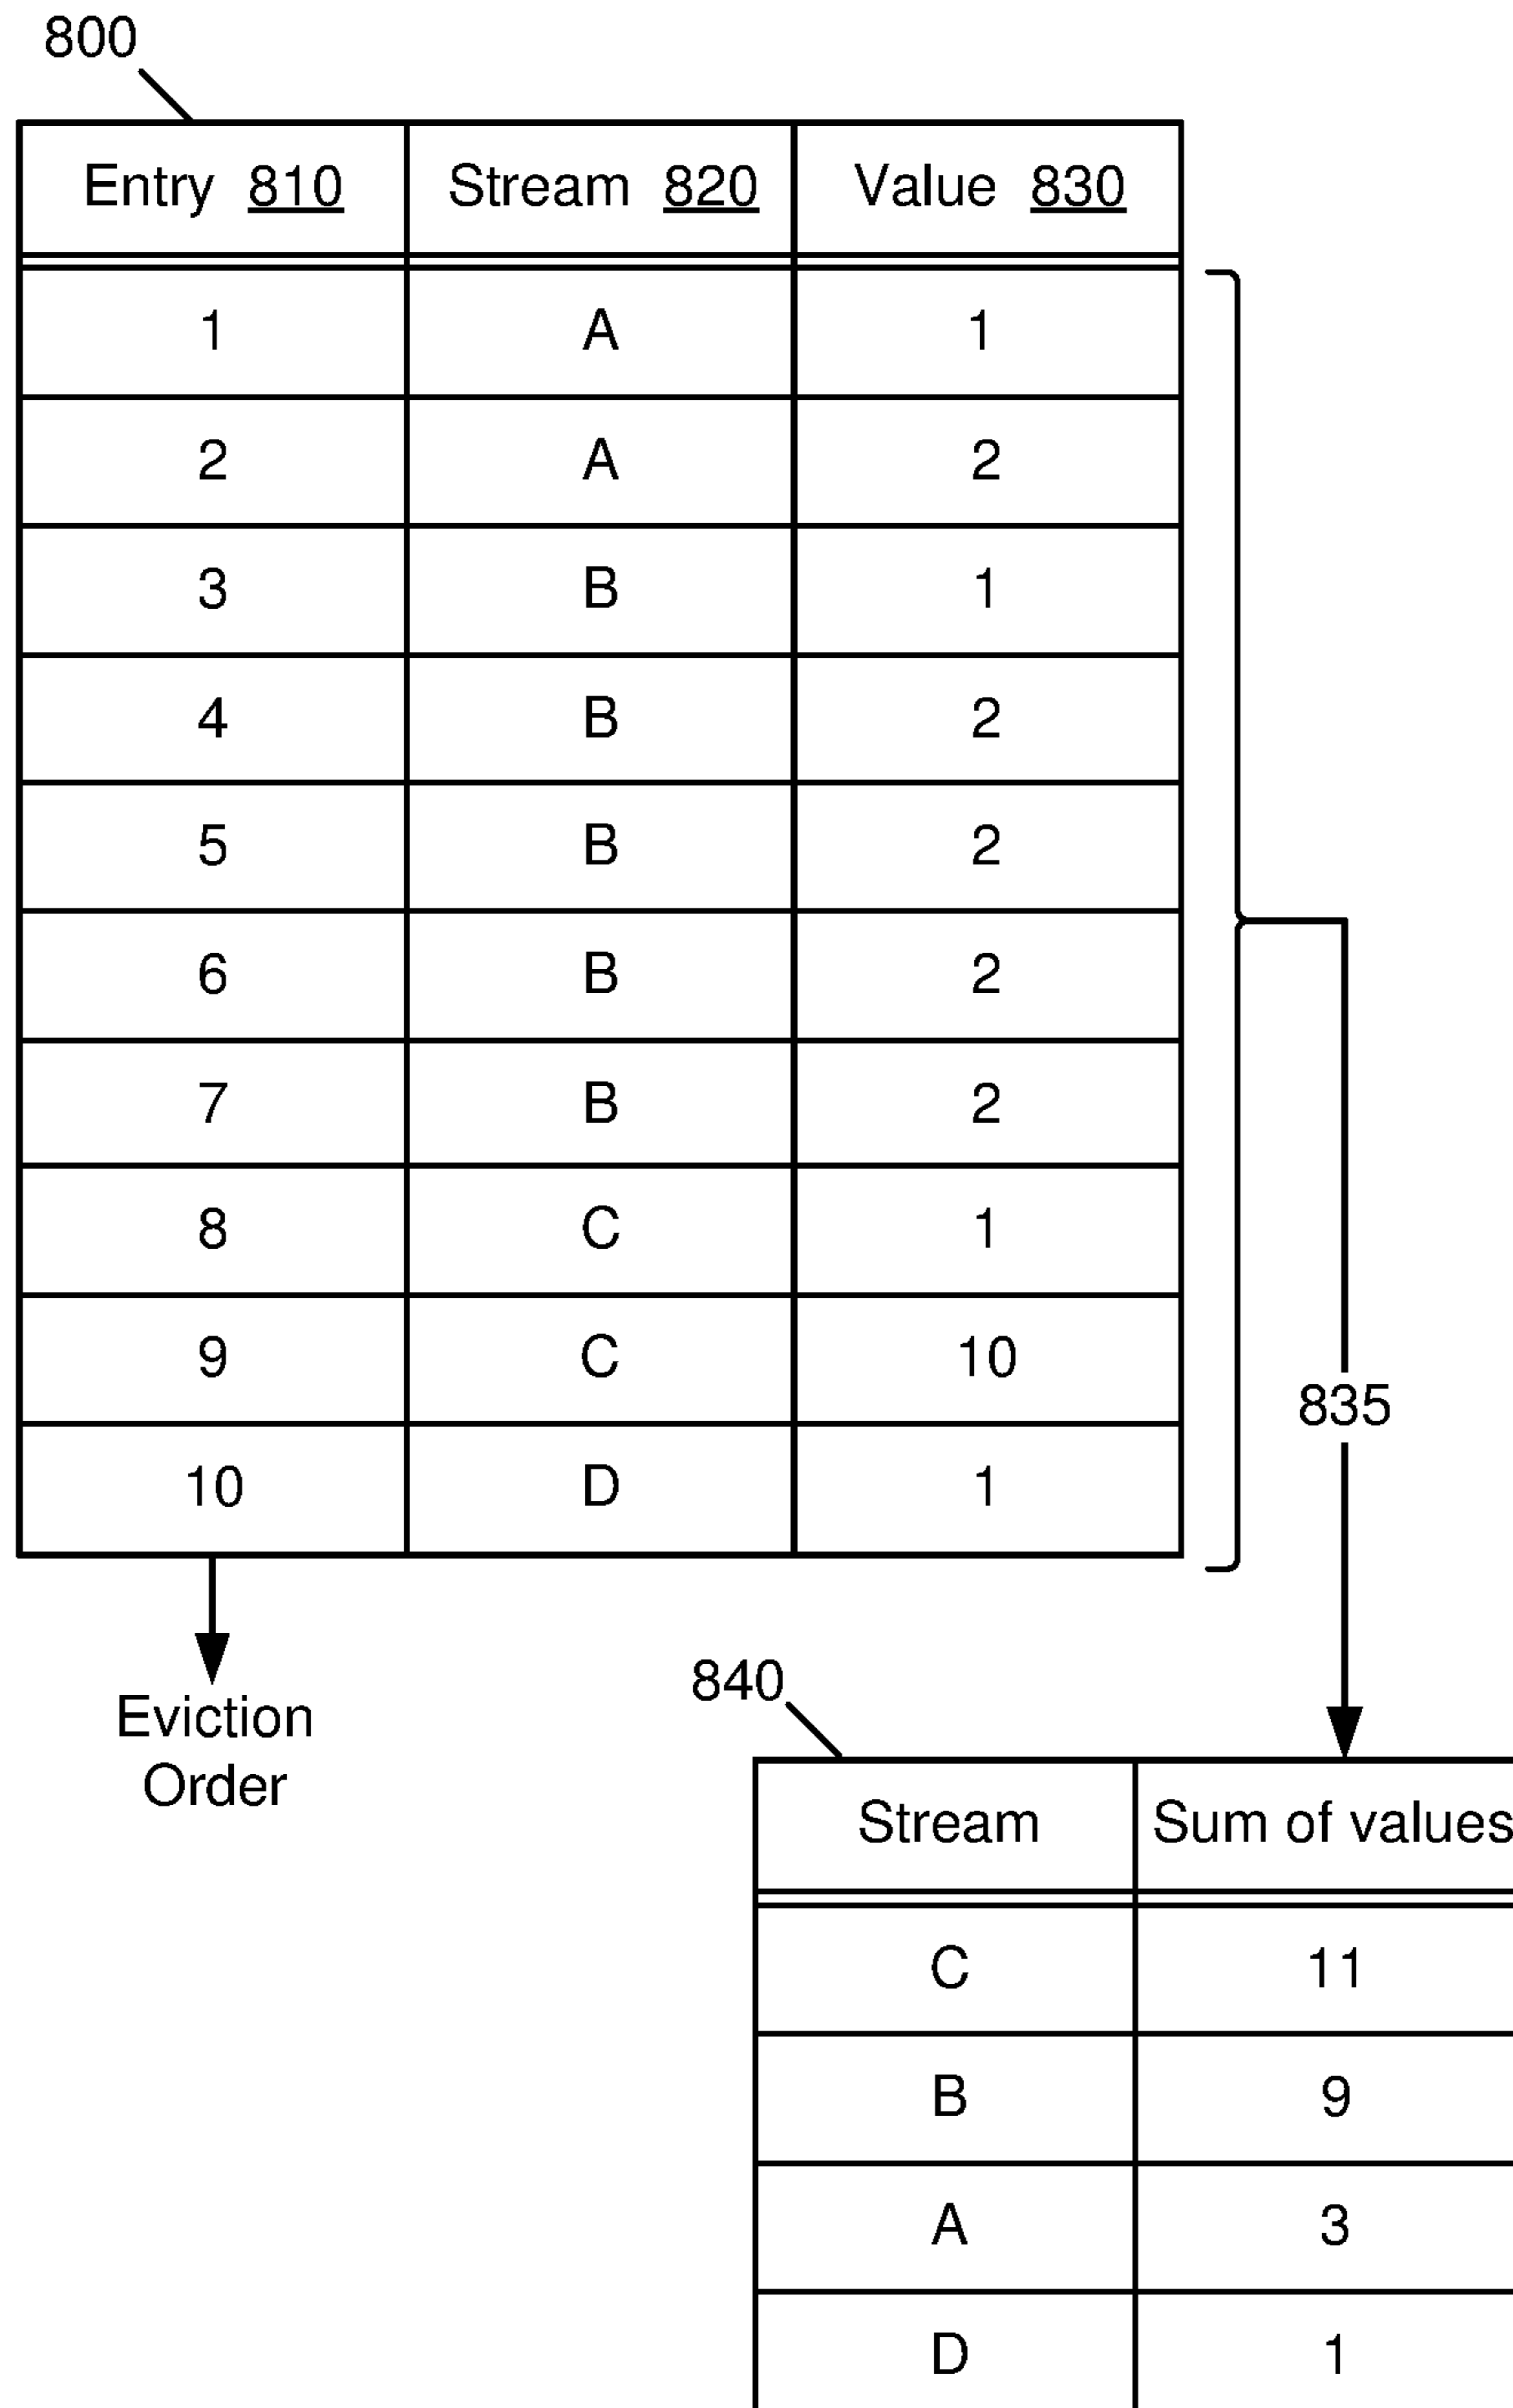 800
Entry 810 Stream 820 Value 830
1 A 1
2 A 2
3 B 1
4 B 2
5 B 2
6 B 2
7 B 2
8 C 1
9 C 10
835
10 D 1
Eviction
Order
840
Stream Sum of values
C 11
B 9
A 3
D 1